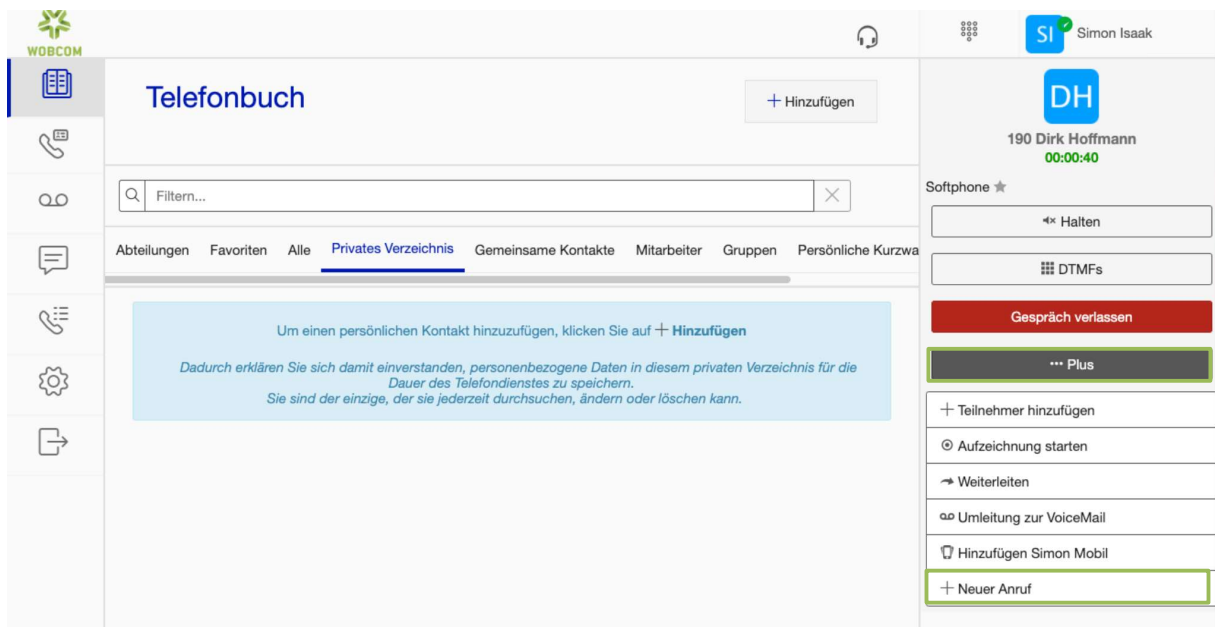 WOBCOM
SI
Simon Isaak
Telefonbuch
+ Hinzufügen
Filtern...
Abteilungen Favoriten Alle Privates Verzeichnis Gemeinsame Kontakte Mitarbeiter Gruppen Persönliche Kurzwa
Um einen persönlichen Kontakt hinzuzufügen, klicken Sie auf + Hinzufügen
Dadurch erklären Sie sich damit einverstanden, personenbezogene Daten in diesem privaten Verzeichnis für die
Dauer des Telefondienstes zu speichern.
Sie sind der einzige, der sie jederzeit durchsuchen, ändern oder löschen kann.
DH
190 Dirk Hoffmann
00:00:40
Softphone
Halten
DTMFs
Gespräch verlassen
··· Plus
+ Teilnehmer hinzufügen
Aufzeichnung starten
Weiterleiten
Umleitung zur VoiceMail
Hinzufügen Simon Mobil
+ Neuer Anruf